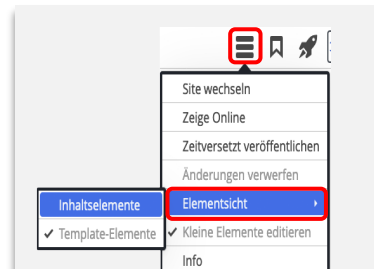 Site wechseln
Zeige Online
Zeitversetzt veröffentlichen
Änderungen verwerfen
Elementsicht
Inhaltselemente
✓ Template-Elemente
✓ Kleine Elemente editieren
Info